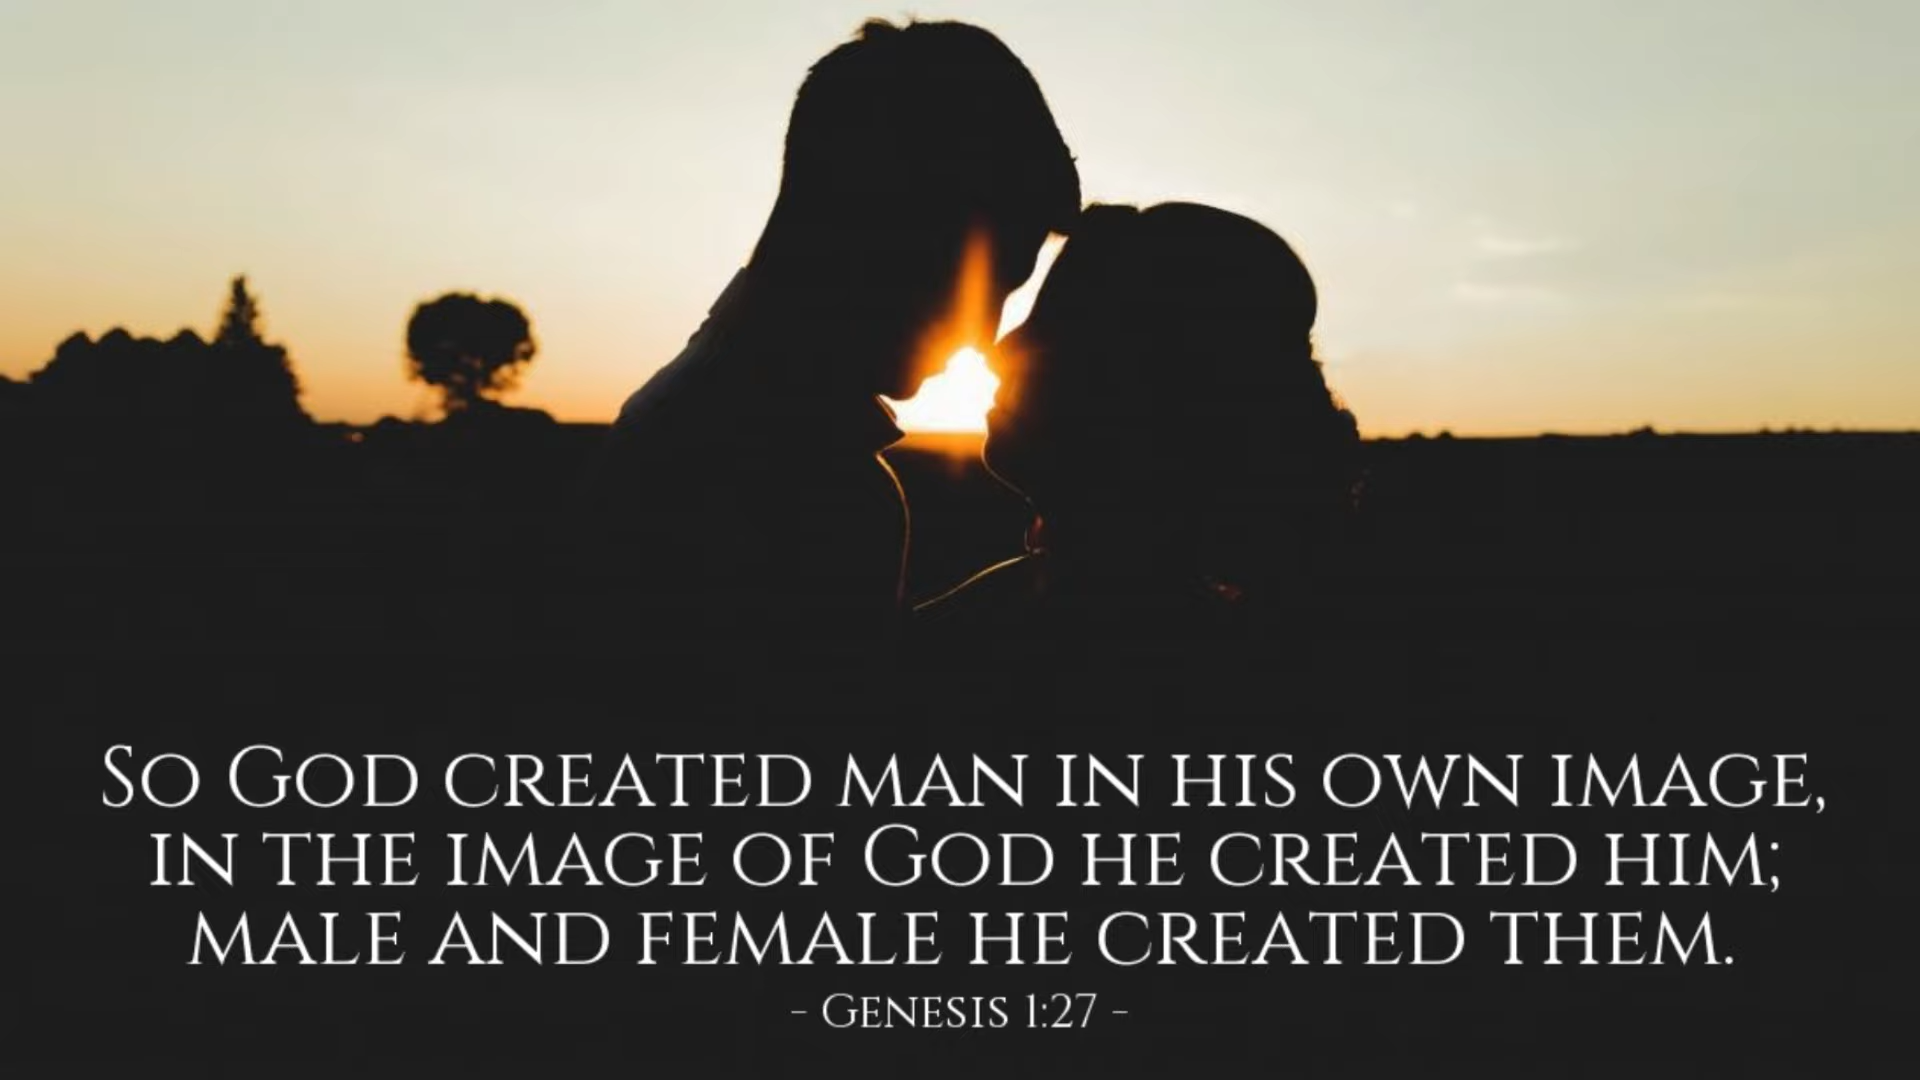 So God created man in his own image,
in the image of God he created him;
male and female he created them.
- Genesis 1:27 -